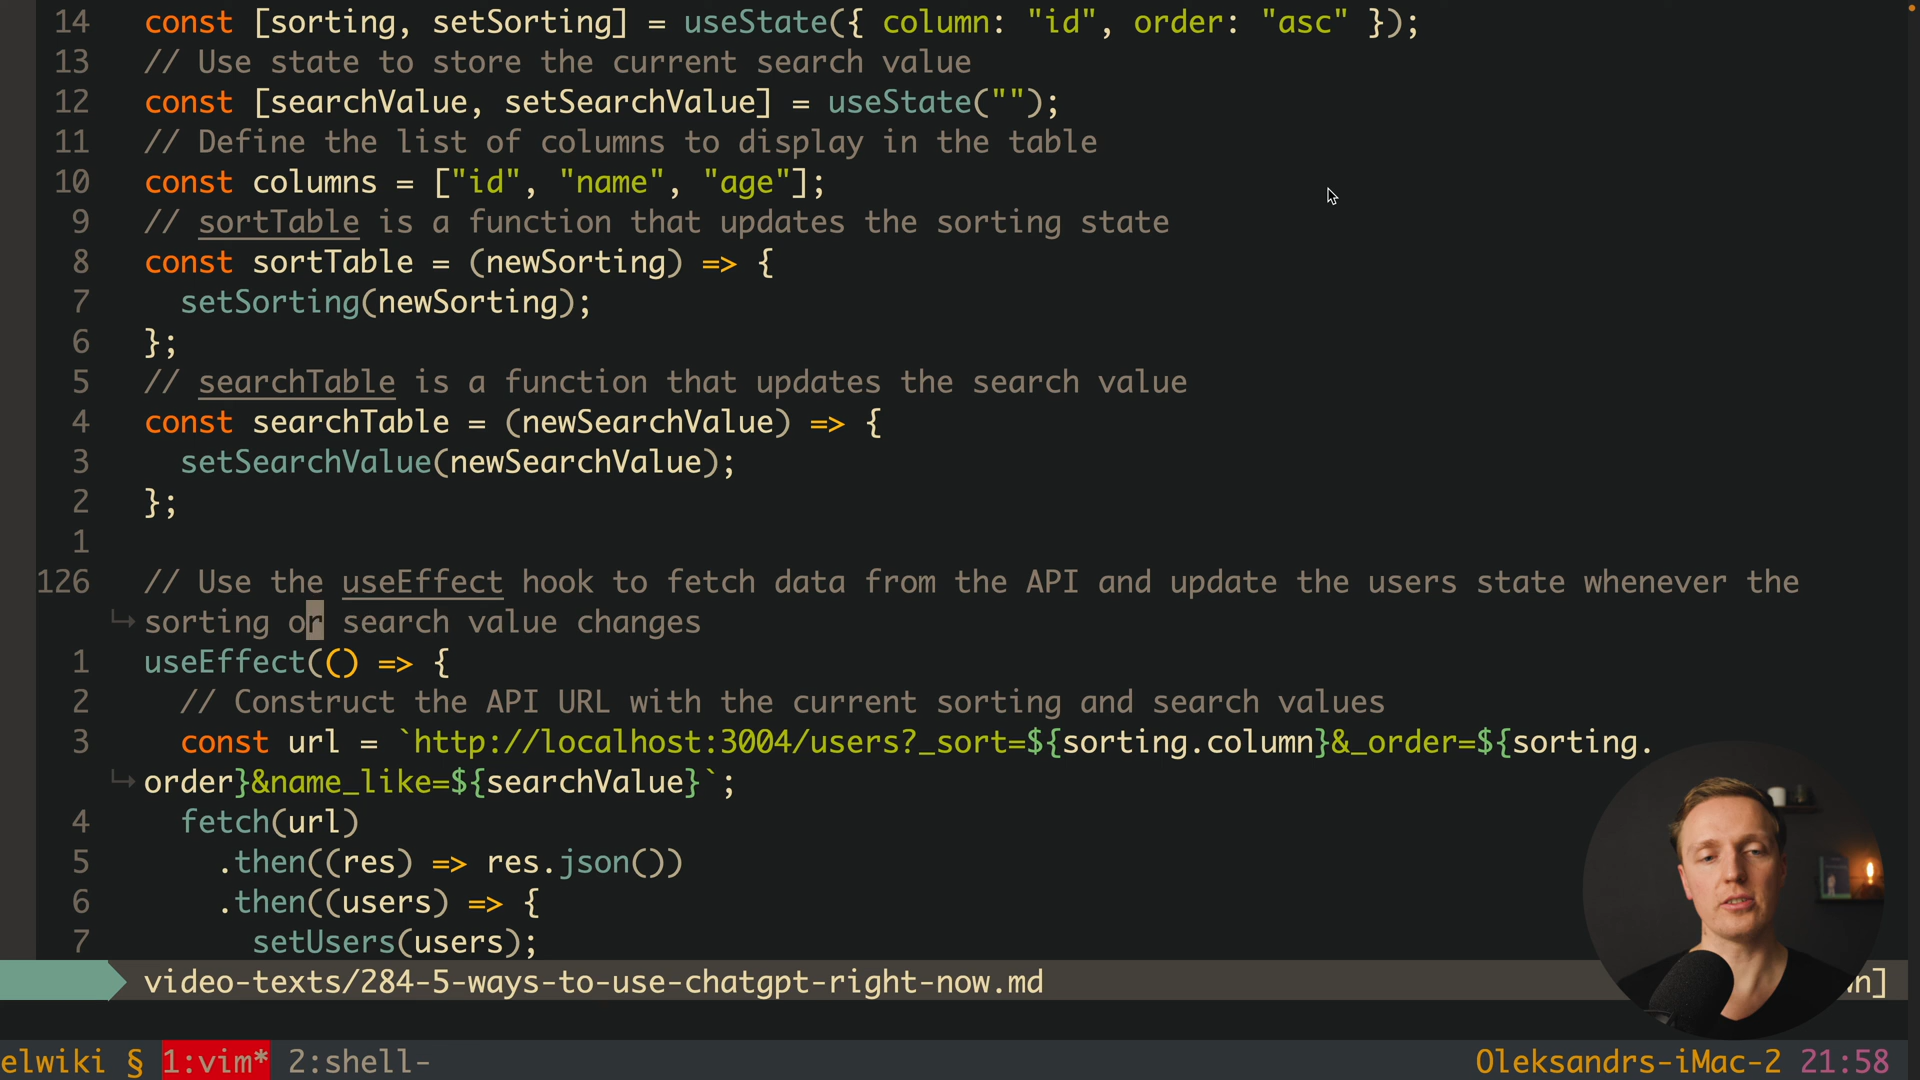 14 const [sorting, setSorting] = useState({ column: "id", order: "asc" });
13 // Use state to store the current search value
12 const [searchValue, setSearchValue] = useState("");
11 // Define the list of columns to display in the table
10 const columns = ["id", "name", "age"];
9 // sortTable is a function that updates the sorting state
8 const sortTable = (newSorting) => {
7 setSorting(newSorting);
6 };
5 // searchTable is a function that updates the search value
4 const searchTable = (newSearchValue) => {
3 setSearchValue(newSearchValue);
2 };
1
126 // Use the useEffect hook to fetch data from the API and update the users state whenever the
↪ sorting or search value changes
1 useEffect(() => {
2 // Construct the API URL with the current sorting and search values
3 const url = `http://localhost:3004/users?_sort=${sorting.column}&_order=${sorting.
↪ order}&name_like=${searchValue}`;
4 fetch(url)
5 .then((res) => res.json())
6 .then((users) => {
7 setUsers(users);
video-texts/284-5-ways-to-use-chatgpt-right-now.md
elwiki § 1:vim* 2:shell- Oleksandrs-iMac-2 21:58